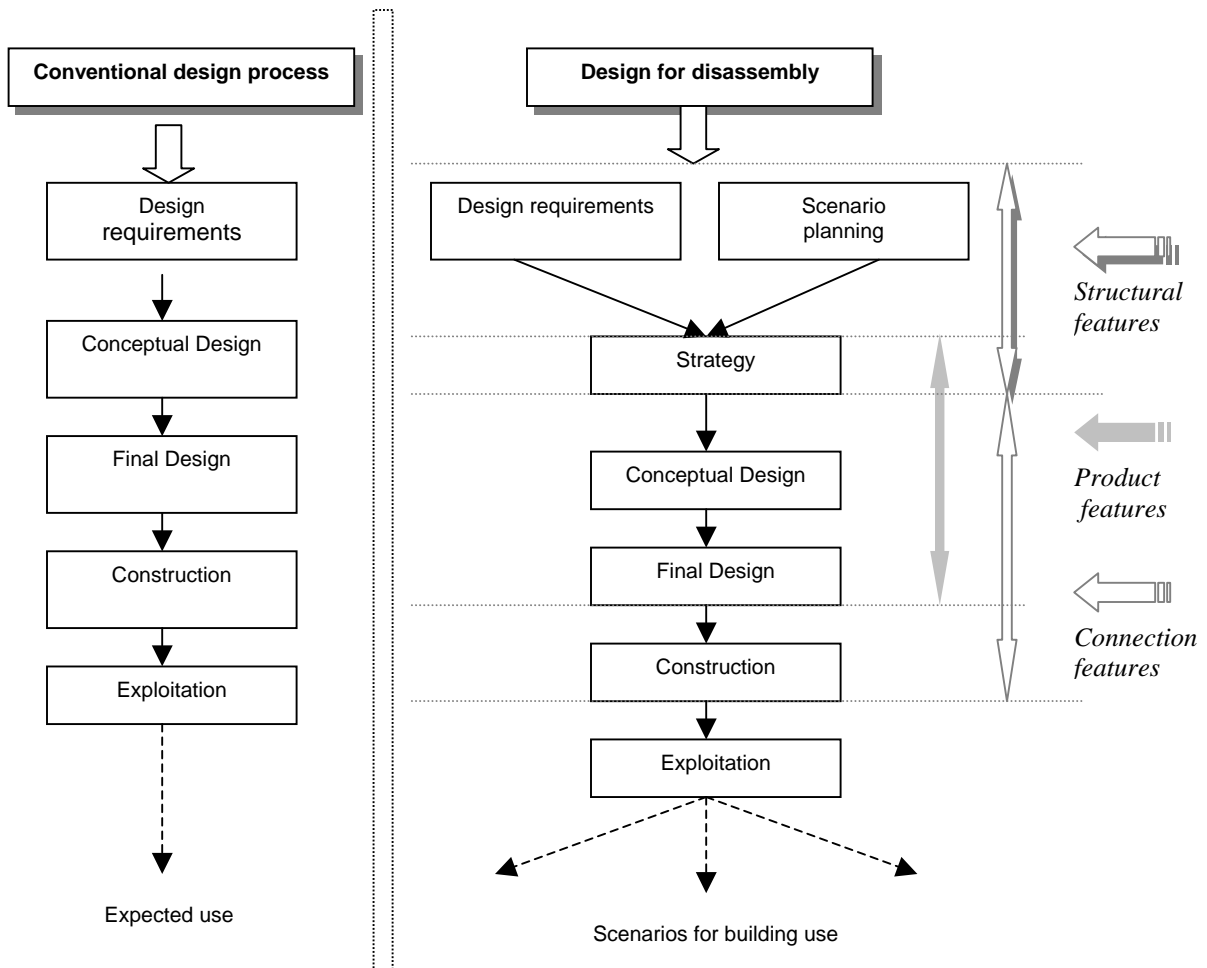 Conventional design process
Design
requirements
Conceptual Design
Final Design
Construction
Exploitation
Expected use
Design for disassembly
Design requirements
Scenario
planning
Strategy
Conceptual Design
Final Design
Construction
Exploitation
Scenarios for building use
Structural
features
Product
features
Connection
features